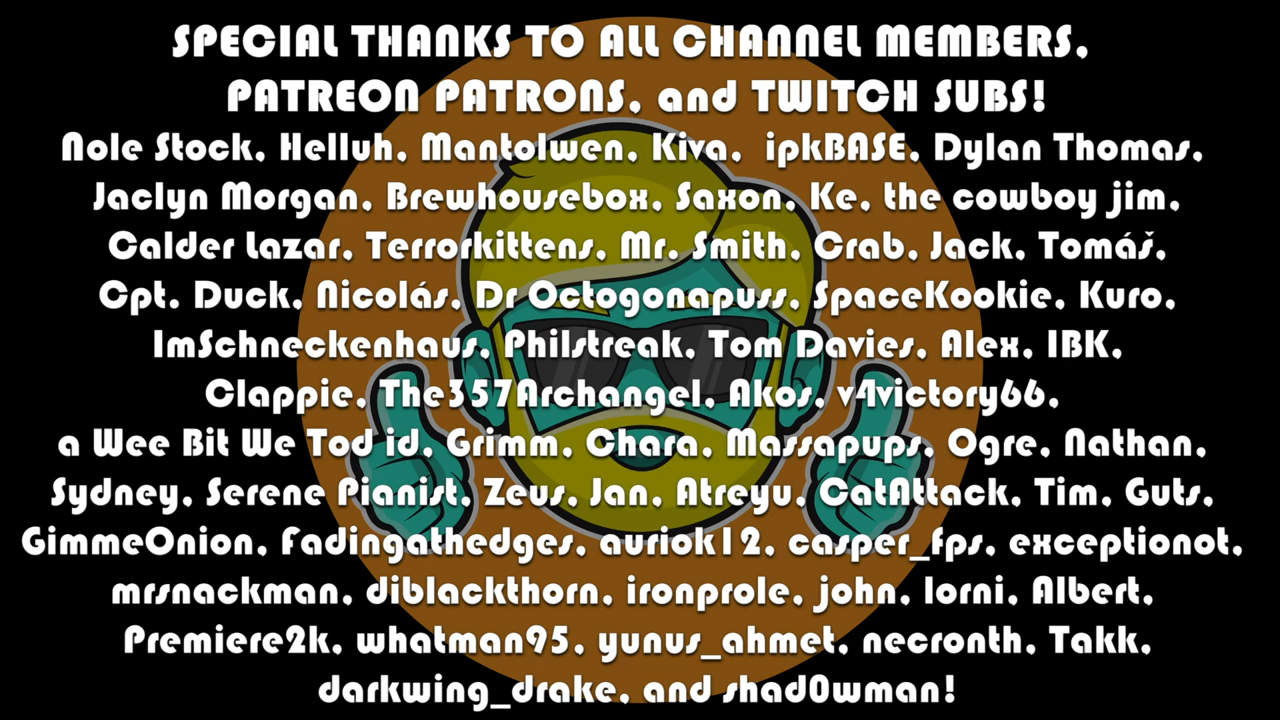 SPECIAL THANKS TO ALL CHANNEL MEMBERS,
PATREON PATRONS, and TWITCH SUBS!
Nole Stock, Helluh, Mantolwen, Kiva, ipkBASE, Dylan Thomas,
Jaclyn Morgan, Brewhousebox, Saxon, Ke, the cowboy jim,
Calder Lazar, Terrorkittens, Mr. Smith, Crab, Jack, Tomáš,
Cpt. Duck, Nicolás, Dr Octogonapuss, SpaceKookie, Kuro,
ImSchneckenhaus, Philstreak, Tom Davies, Alex, IBK,
Clappie, The357Archangel, Akos, v4victory66,
a Wee Bit We Tod id, Grimm, Chara, Massapups, Ogre, Nathan,
Sydney, Serene Pianist, Zeus, Jan, Atreyu, CatAttack, Tim, Guts,
GimmeOnion, Fadingathedges, auriok12, casper_fps, exceptionot,
mrsnackman, diblackthorn, ironprole, john, lorni, Albert,
Premiere2k, whatman95, yunus_ahmet, necronth, Takk,
darkwing_drake, and shad0wman!